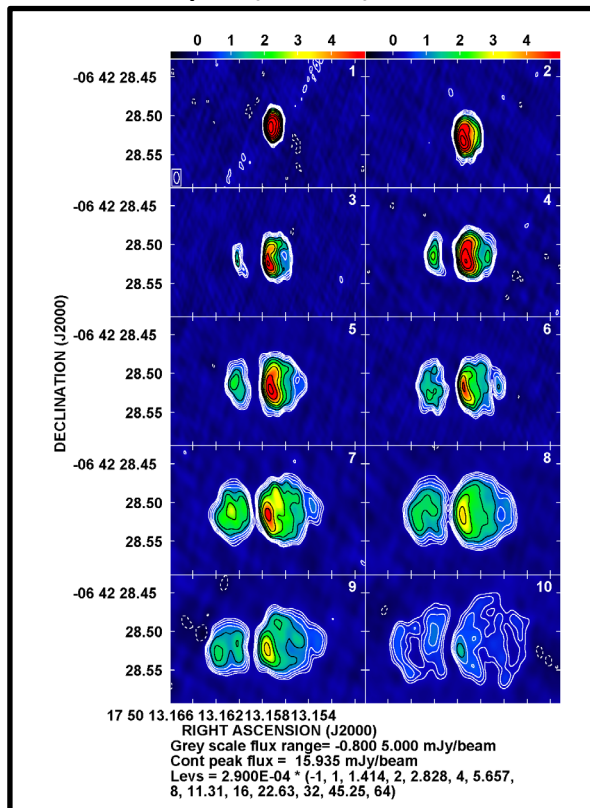 0 1 2 3 4 0 1 2 3 4
-06 42 28.45 1 2
28.50
28.55
3 4
-06 42 28.45
28.50
28.55
5 6
-06 42 28.45
28.50
28.55
7 8
-06 42 28.45
28.50
28.55
9 10
-06 42 28.45
28.50
28.55
DECLINATION (J2000)
17 50 13.166 13.162 13.158 13.154
RIGHT ASCENSION (J2000)
Grey scale flux range= -0.800 5.000 mJy/beam
Cont peak flux = 15.935 mJy/beam
Levs = 2.900E-04 * (-1, 1, 1.414, 2, 2.828, 4, 5.657,
8, 11.31, 16, 22.63, 32, 45.25, 64)